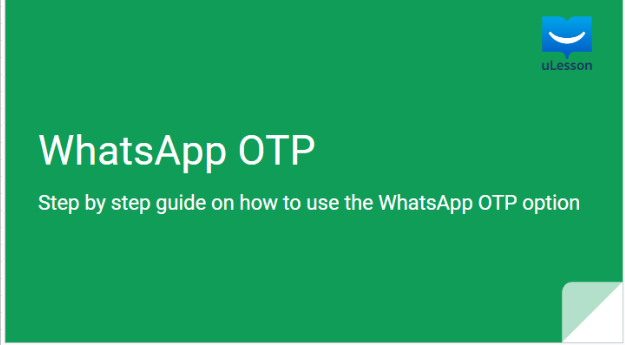 uLesson
WhatsApp OTP
Step by step guide on how to use the WhatsApp OTP option